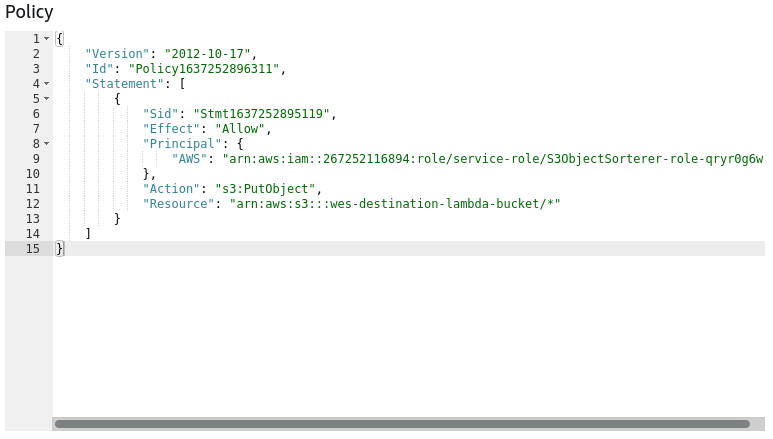 Policy
1 {
2 "Version": "2012-10-17",
3 "Id": "Policy1637252896311",
4 "Statement": [
5 {
6 "Sid": "Stmt1637252895119",
7 "Effect": "Allow",
8 "Principal": {
9 "AWS": "arn:aws:iam::267252116894:role/service-role/S3ObjectSorterer-role-qryr0g6w
10 },
11 "Action": "s3:PutObject",
12 "Resource": "arn:aws:s3:::wes-destination-lambda-bucket/*"
13 }
14 ]
15 }